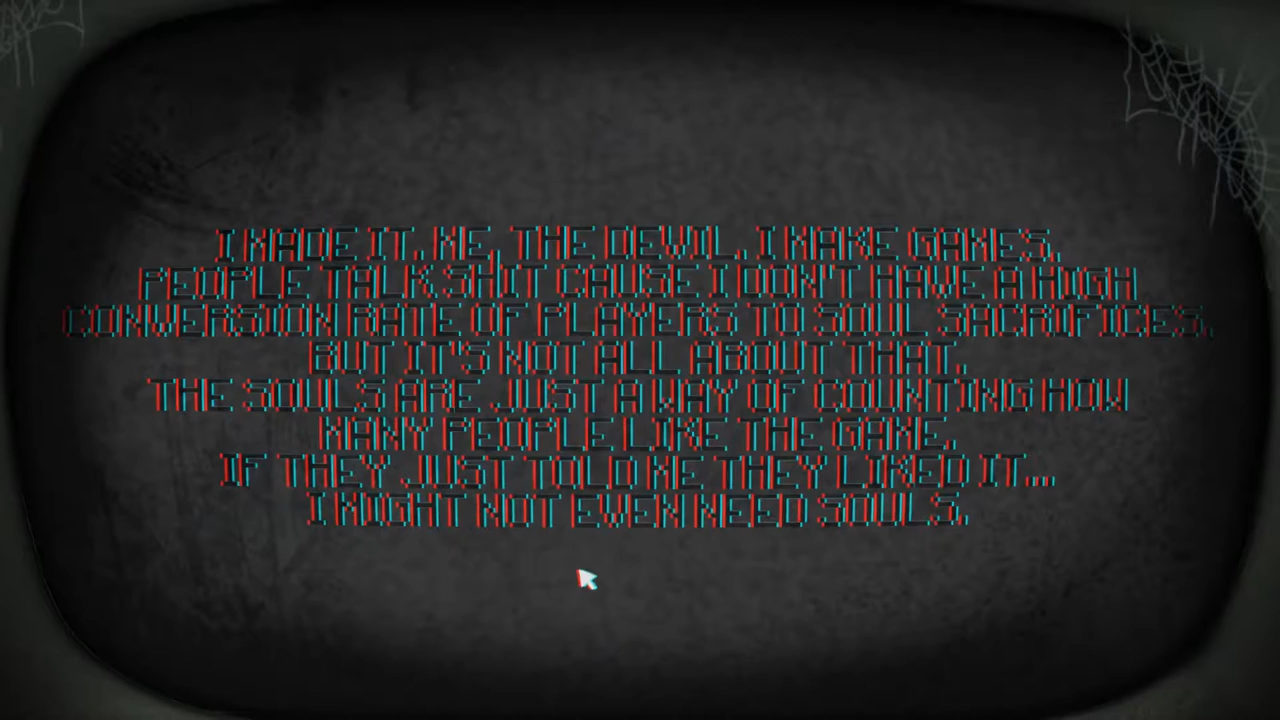 I MADE IT. ME, THE DEVIL. I MAKE GAMES.
PEOPLE TALK SHIT CAUSE I DON'T HAVE A HIGH
CONVERSION RATE OF PLAYERS TO SOUL SACRIFICES.
BUT IT'S NOT ALL ABOUT THAT.
THE SOULS ARE JUST A WAY OF COUNTING HOW
MANY PEOPLE LIKE THE GAME.
IF THEY JUST TOLD ME THEY LIKED IT...
I MIGHT NOT EVEN NEED SOULS.